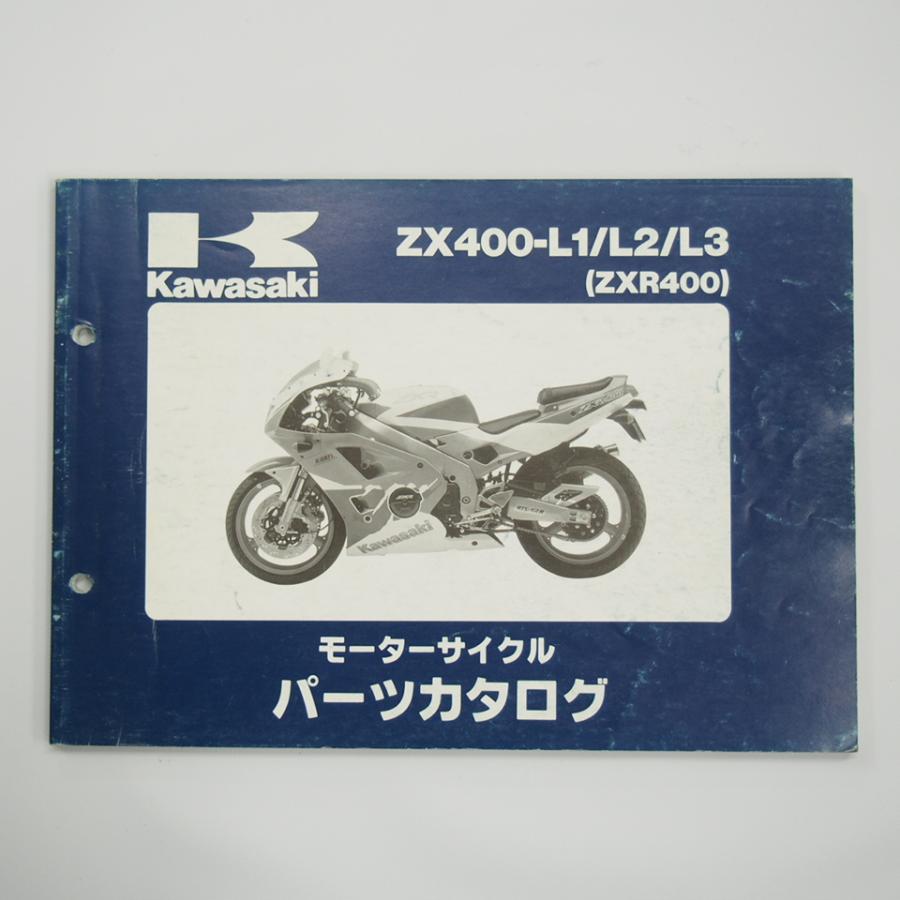 Kawasaki
ZX400-L1/L2/L3
(ZXR400)
Kawasaki
モーターサイクル
パーツカタログ